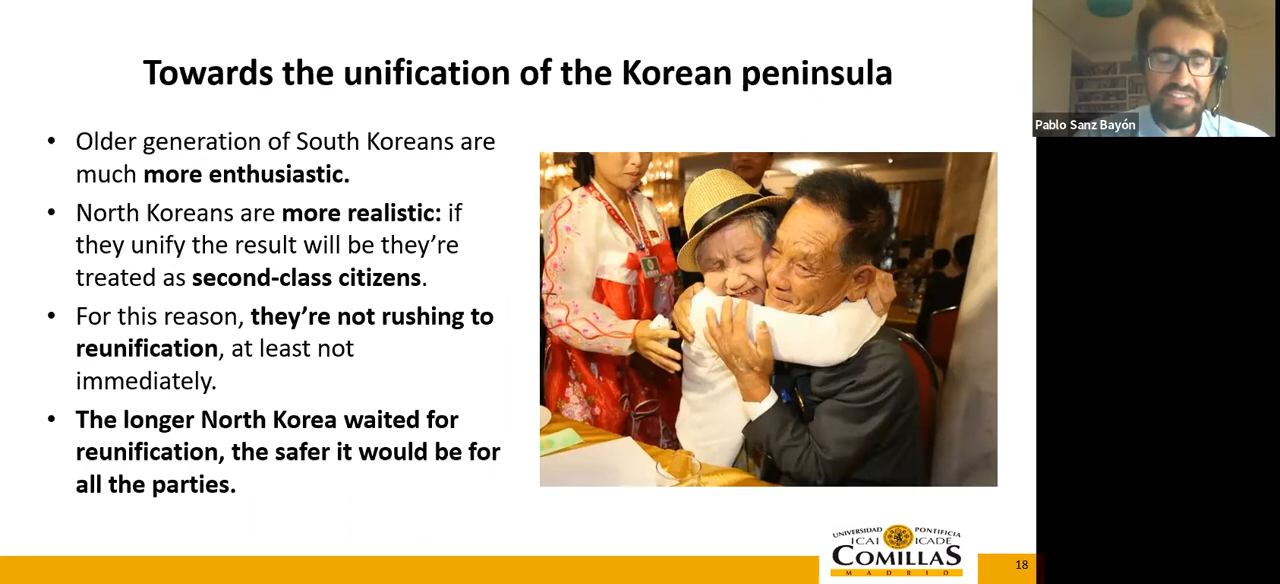 Towards the unification of the Korean peninsula
• Older generation of South Koreans are
much more enthusiastic.
• North Koreans are more realistic: if
they unify the result will be they're
treated as second-class citizens.
• For this reason, they're not rushing to
reunification, at least not
immediately.
• The longer North Korea waited for
reunification, the safer it would be for
all the parties.
Pablo Sanz Bayón
UNIVERSIDAD PONTIFICIA
ICAI ICADE
COMILLAS
MADRID
18